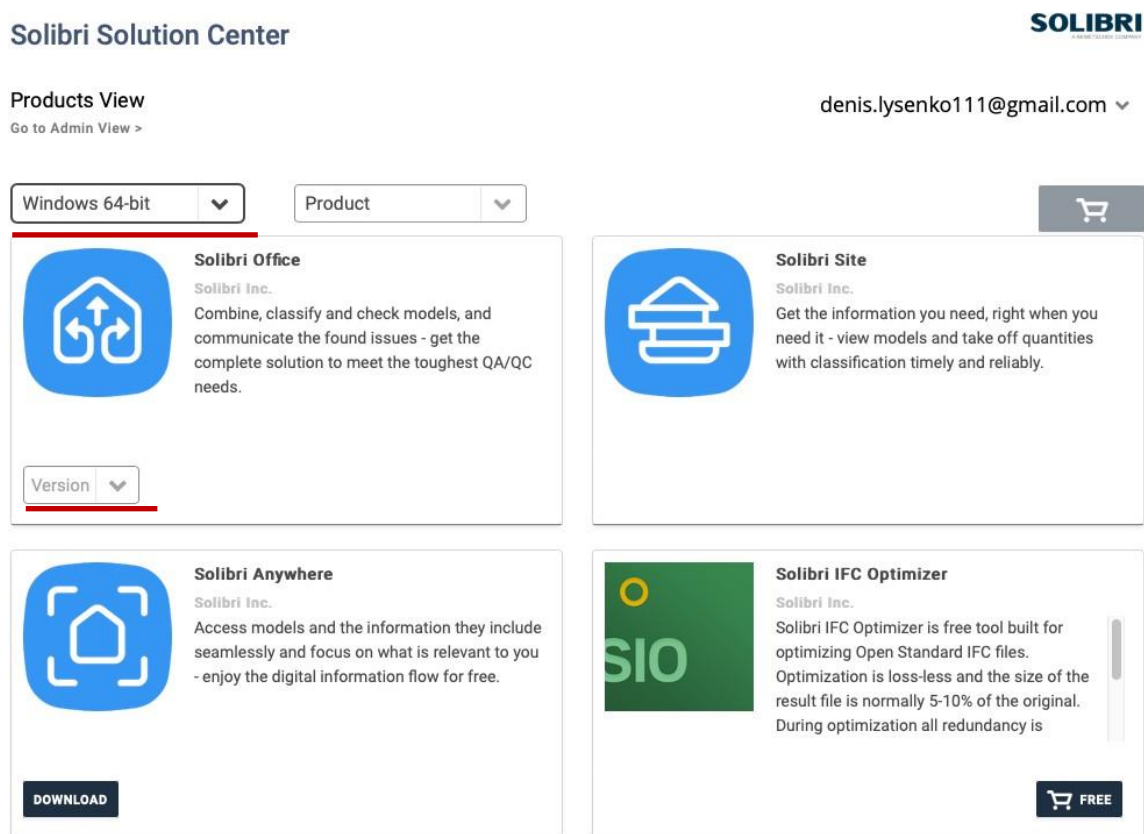 Solibri Solution Center
SOLIBRI
A NEMETSCHEK COMPANY
Products View
denis.lysenko111@gmail.com
Go to Admin View >
Windows 64-bit
Product
Solibri Office
Solibri Inc.
Combine, classify and check models, and
communicate the found issues - get the
complete solution to meet the toughest QA/QC
needs.
Version
Solibri Site
Solibri Inc.
Get the information you need, right when you
need it - view models and take off quantities
with classification timely and reliably.
Solibri Anywhere
Solibri Inc.
Access models and the information they include
seamlessly and focus on what is relevant to you
- enjoy the digital information flow for free.
DOWNLOAD
SIO
Solibri IFC Optimizer
Solibri Inc.
Solibri IFC Optimizer is free tool built for
optimizing Open Standard IFC files.
Optimization is loss-less and the size of the
result file is normally 5-10% of the original.
During optimization all redundancy is
FREE